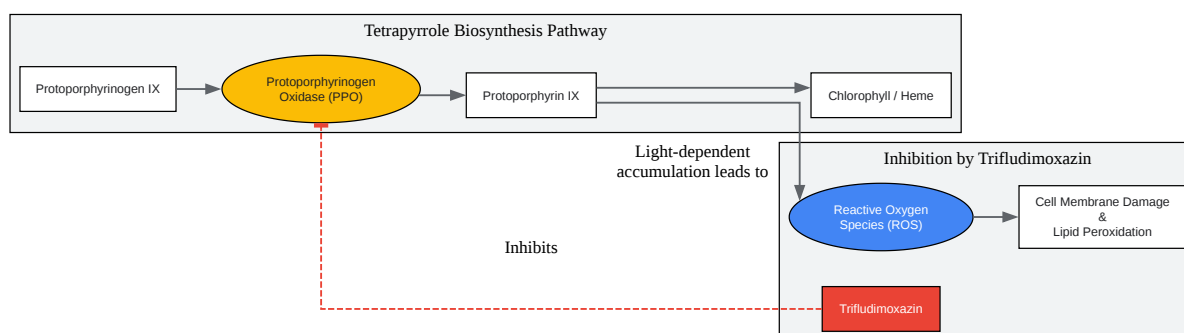 Tetrapyrrole Biosynthesis Pathway
Protoporphyrinogen IX
Protoporphyrinogen
Oxidase (PPO)
Protoporphyrin IX
Chlorophyll / Heme
Light-dependent
accumulation leads to
Inhibition by Trifludimoxazin
Reactive Oxygen
Species (ROS)
Cell Membrane Damage
&
Lipid Peroxidation
Inhibits
Trifludimoxazin